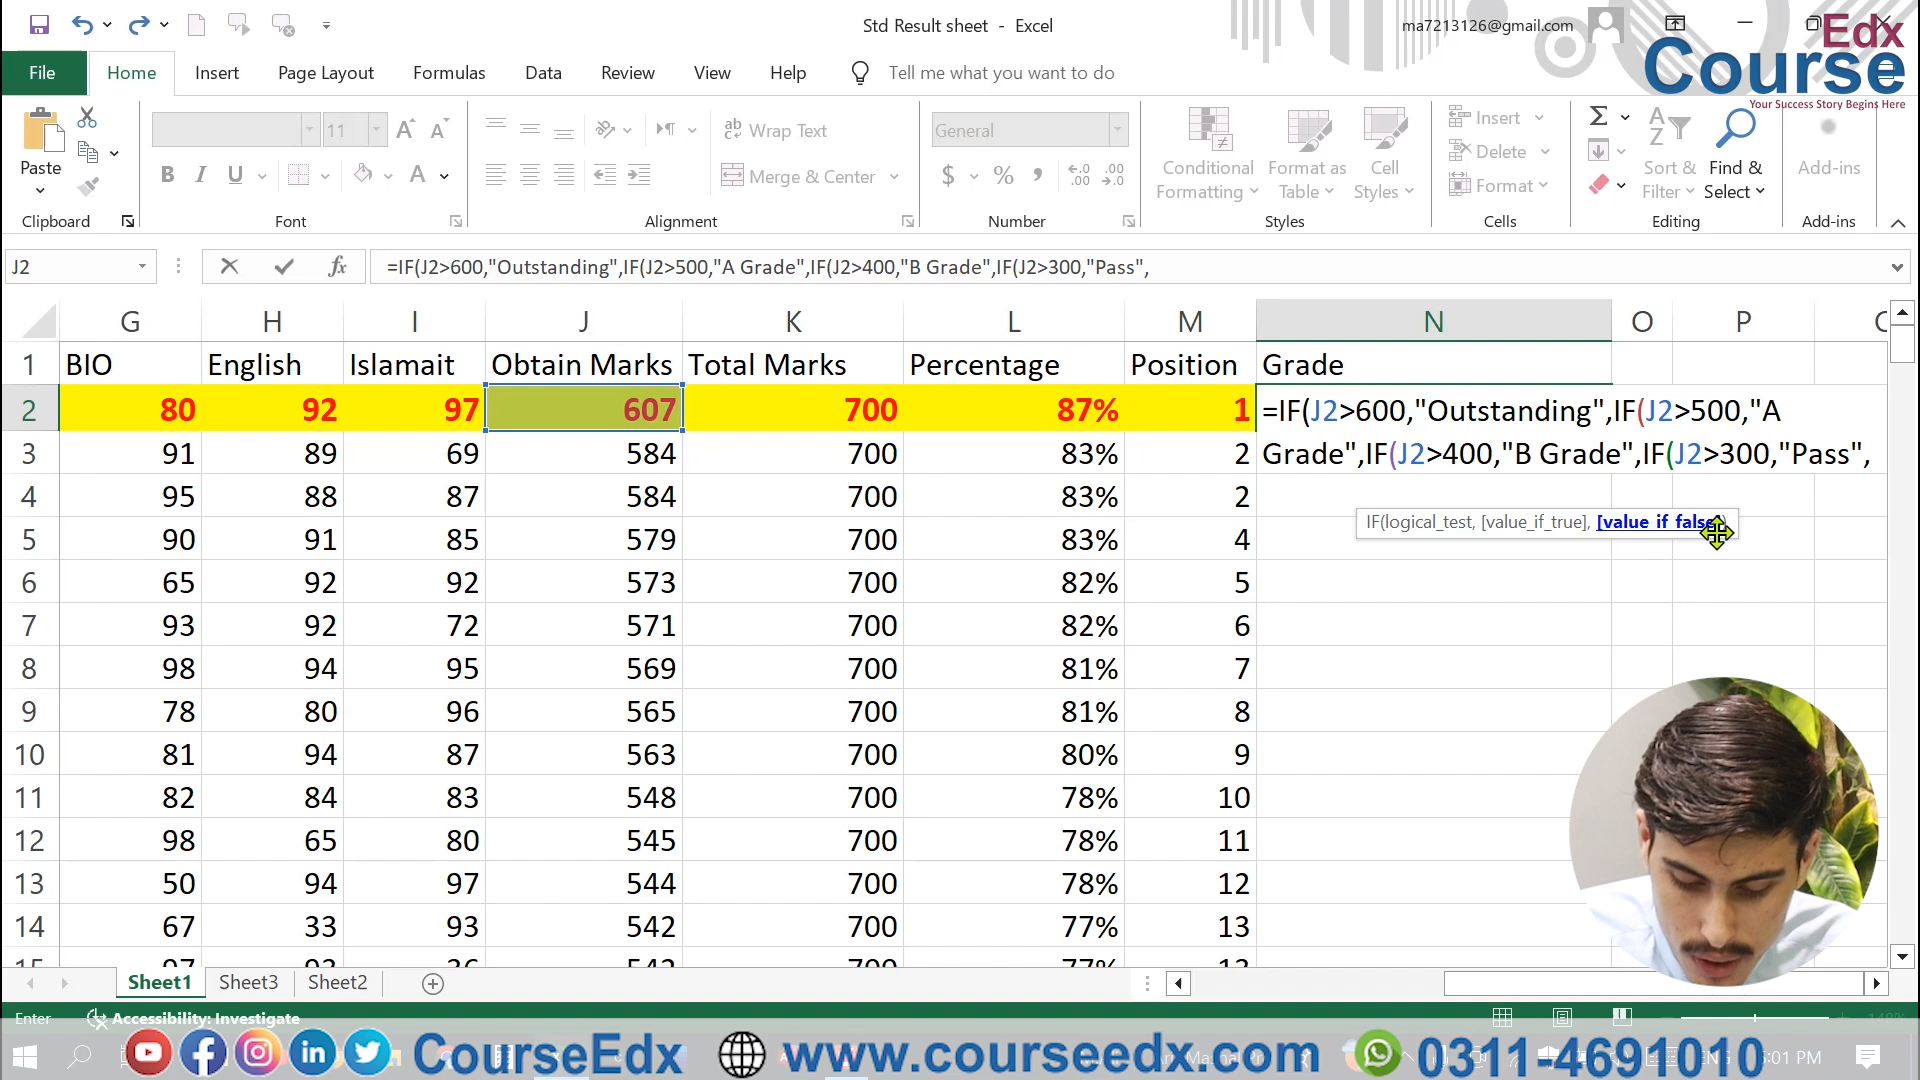 Std Result sheet - Excel
ma7213126@gmail.com
Edx
Course
Your Success Story Begins Here
File Home Insert Page Layout Formulas Data Review View Help Tell me what you want to do
Paste
Clipboard
11
B I U
Font
Wrap Text
Merge & Center
Alignment
General
$ % ,
Number
Conditional Formatting
Format as Table
Cell Styles
Styles
Insert
Delete
Format
Cells
Sort & Filter
Find & Select
Editing
Add-ins
Add-ins
J2 fx =IF(J2>600,"Outstanding",IF(J2>500,"A Grade",IF(J2>400,"B Grade",IF(J2>300,"Pass",
G H I J K L M N O P
1 BIO English Islamait Obtain Marks Total Marks Percentage Position Grade
2 80 92 97 607 700 87% 1 =IF(J2>600,"Outstanding",IF(J2>500,"A
Grade",IF(J2>400,"B Grade",IF(J2>300,"Pass",
3 91 89 69 584 700 83% 2
4 95 88 87 584 700 83% 2
IF(logical_test, [value_if_true], [value_if_false])
5 90 91 85 579 700 83% 4
6 65 92 92 573 700 82% 5
7 93 92 72 571 700 82% 6
8 98 94 95 569 700 81% 7
9 78 80 96 565 700 81% 8
10 81 94 87 563 700 80% 9
11 82 84 83 548 700 78% 10
12 98 65 80 545 700 78% 11
13 50 94 97 544 700 78% 12
14 67 33 93 542 700 77% 13
Sheet1 Sheet3 Sheet2
Enter Accessibility: Investigate
CourseEdx www.courseedx.com 0311-4691010
:01 PM